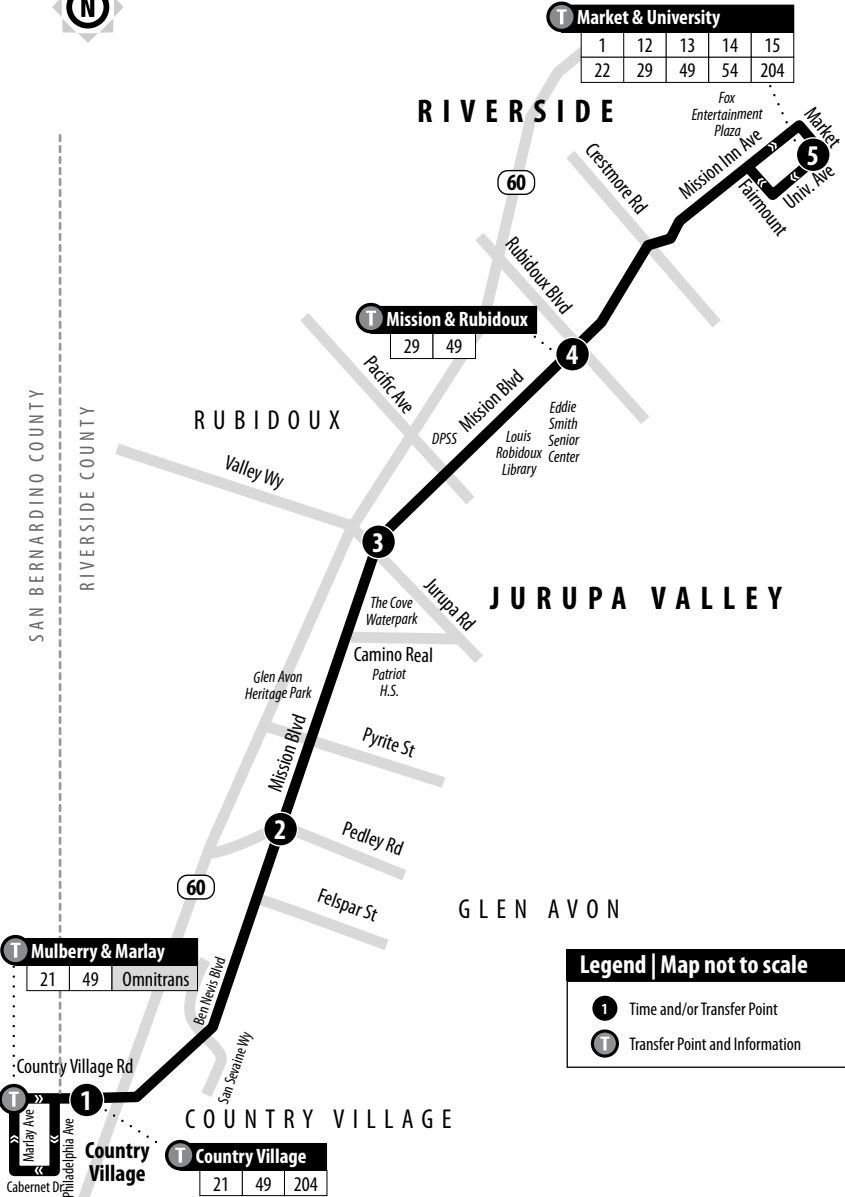 N
T Market & University
1 12 13 14 15
22 29 49 54 204
RIVERSIDE
Fox
Entertainment
Plaza
Market
5
Mission Inn Ave
Univ. Ave
Fairmount
Crestmore Rd
60
Rubidoux Blvd
T Mission & Rubidoux
29 49
4
Pacific Ave
Mission Blvd
RUBIDOUX
DPSS
Louis
Robidoux
Library
Eddie
Smith
Senior
Center
SAN BERNARDINO COUNTY
RIVERSIDE COUNTY
Valley Wy
3
Jurupa Rd
JURUPA VALLEY
The Cove
Waterpark
Camino Real
Patriot
H.S.
Glen Avon
Heritage Park
Mission Blvd
Pyrite St
2
Pedley Rd
60
Felspar St
GLEN AVON
T Mulberry & Marlay
21 49 Omnitrans
Ben Nevis Blvd
San Sevaine Wy
Legend | Map not to scale
1 Time and/or Transfer Point
T Transfer Point and Information
Country Village Rd
T
1
Marlay Ave
Philadelphia Ave
Cabernet Dr
Country
Village
COUNTRY VILLAGE
T Country Village
21 49 204